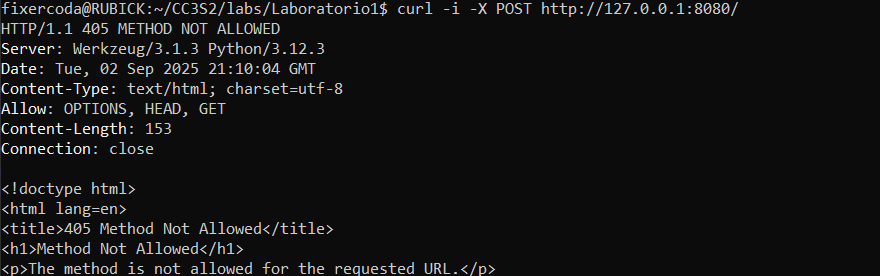 fixercoda@RUBICK:~/CC3S2/labs/Laboratorio1$ curl -i -X POST http://127.0.0.1:8080/
HTTP/1.1 405 METHOD NOT ALLOWED
Server: Werkzeug/3.1.3 Python/3.12.3
Date: Tue, 02 Sep 2025 21:10:04 GMT
Content-Type: text/html; charset=utf-8
Allow: OPTIONS, HEAD, GET
Content-Length: 153
Connection: close

<!doctype html>
<html lang=en>
<title>405 Method Not Allowed</title>
<h1>Method Not Allowed</h1>
<p>The method is not allowed for the requested URL.</p>